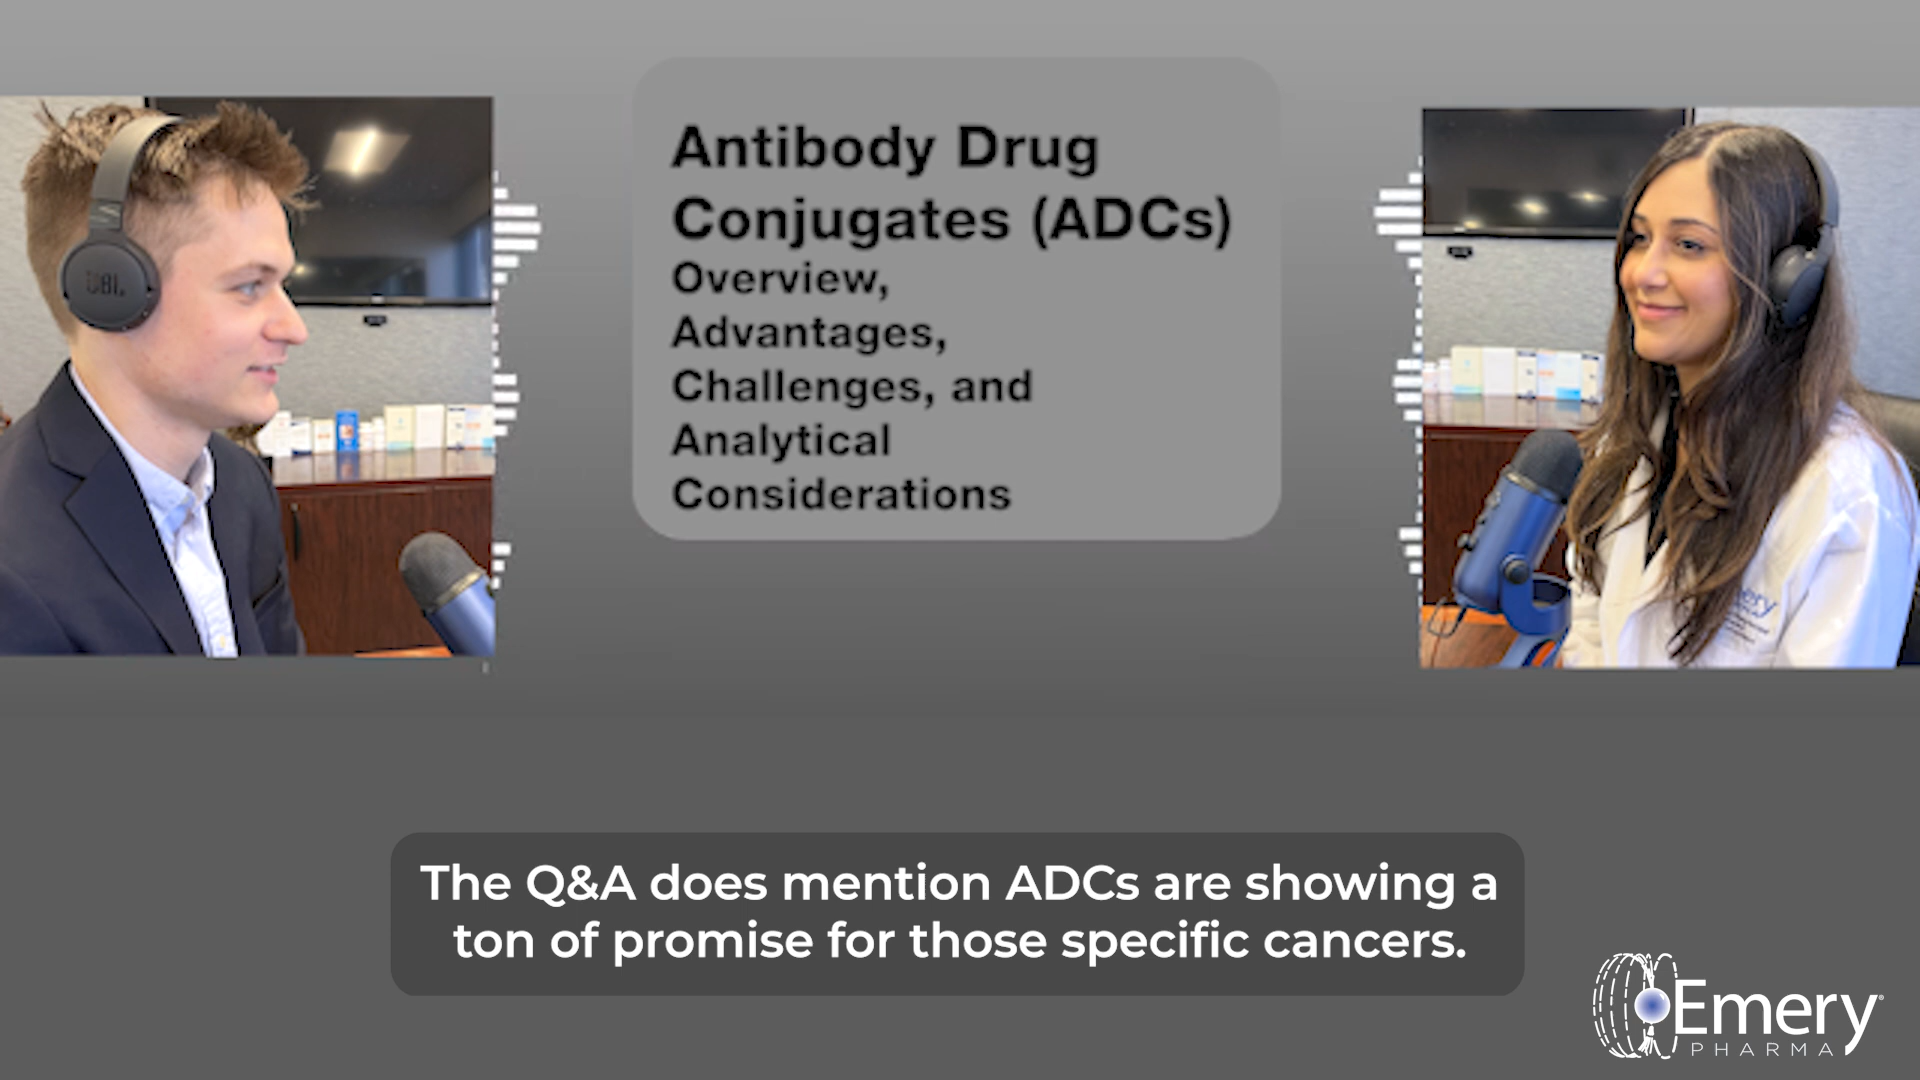 Antibody Drug
Conjugates (ADCs)
Overview,
Advantages,
Challenges, and
Analytical
Considerations
JBL
The Q&A does mention ADCs are showing a
ton of promise for those specific cancers.
Emery
PHARMA